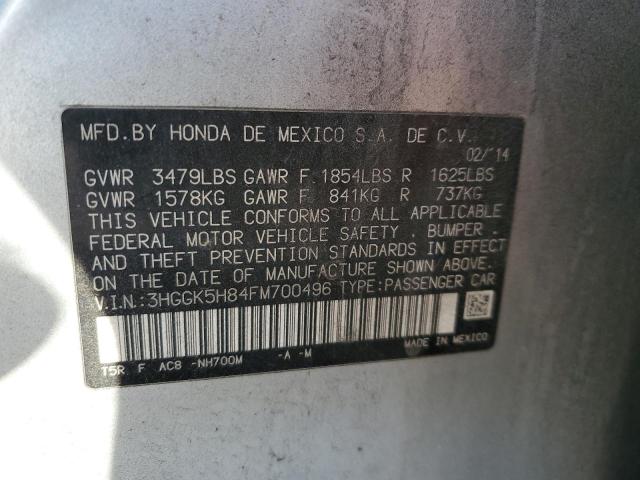 MFD.BY HONDA DE MEXICO S.A. DE C.V.
02/'14
GVWR 3479LBS GAWR F 1854LBS R 1625LBS
GVWR 1578KG GAWR F 841KG R 737KG
THIS VEHICLE CONFORMS TO ALL APPLICABLE
FEDERAL MOTOR VEHICLE SAFETY, BUMPER,
AND THEFT PREVENTION STANDARDS IN EFFECT
ON THE DATE OF MANUFACTURE SHOWN ABOVE.
V.I.N.:3HGGK5H84FM700496 TYPE:PASSENGER CAR
T5R F AC8 -NH700M -A -M
MADE IN MEXICO